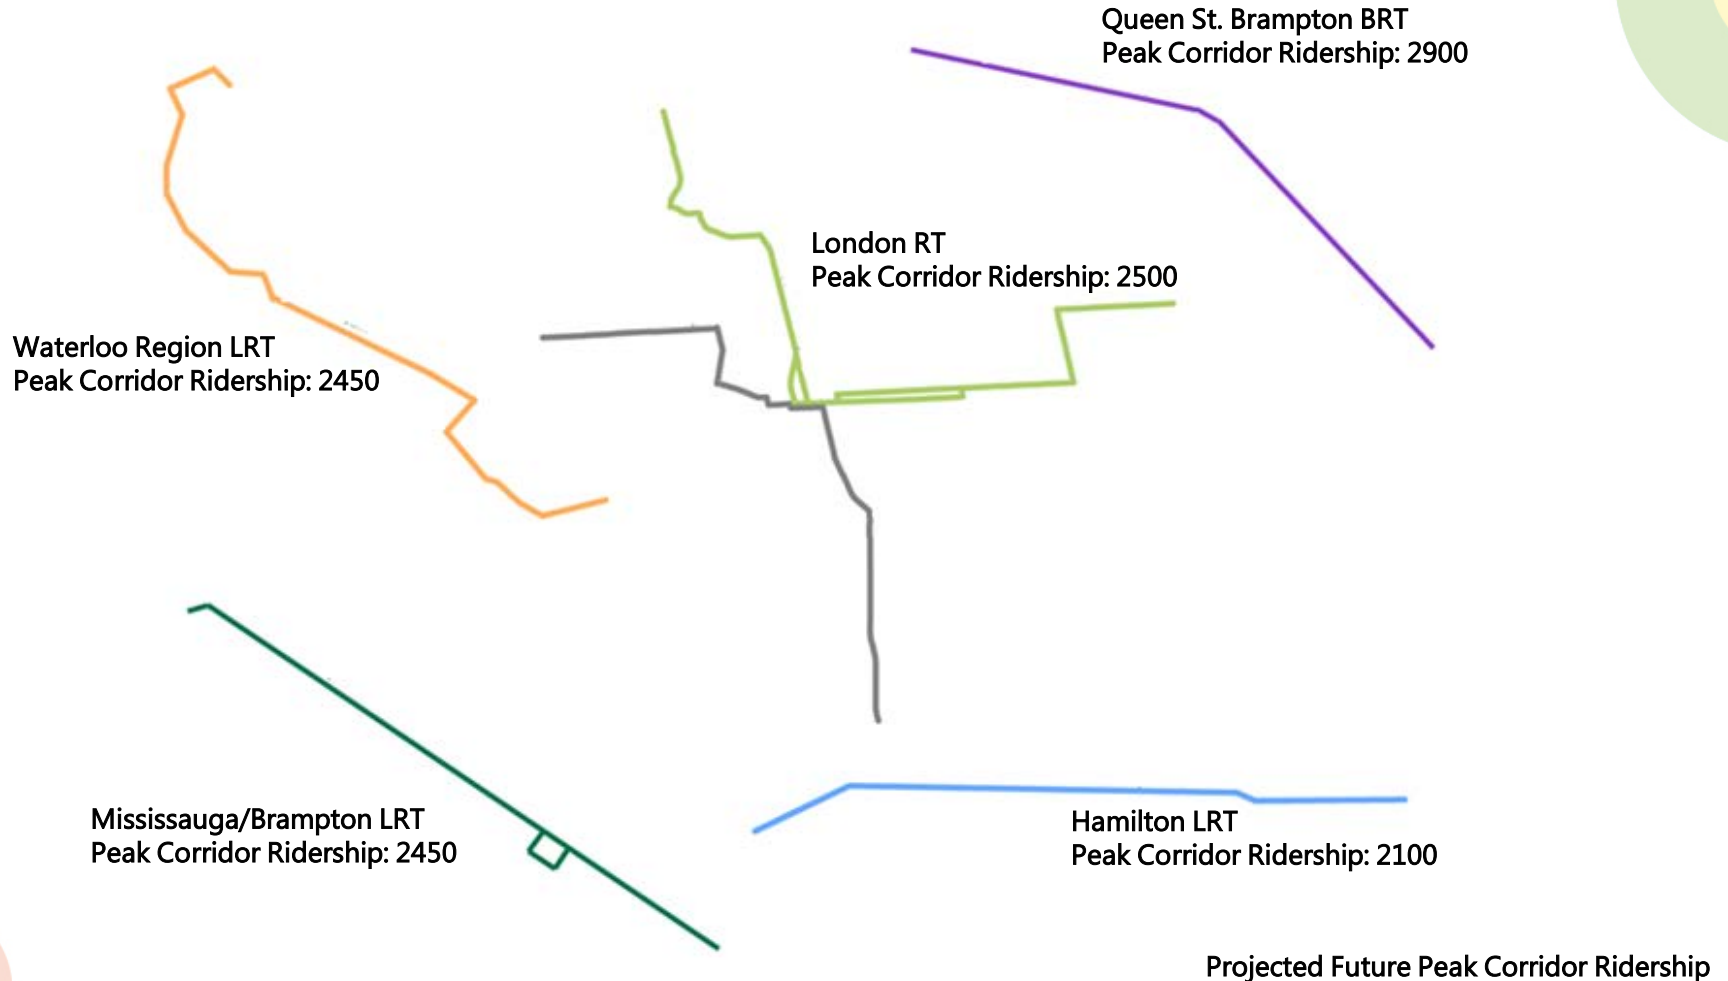 Queen St. Brampton BRT
Peak Corridor Ridership: 2900
London RT
Peak Corridor Ridership: 2500
Waterloo Region LRT
Peak Corridor Ridership: 2450
Mississauga/Brampton LRT
Peak Corridor Ridership: 2450
Hamilton LRT
Peak Corridor Ridership: 2100
Projected Future Peak Corridor Ridership